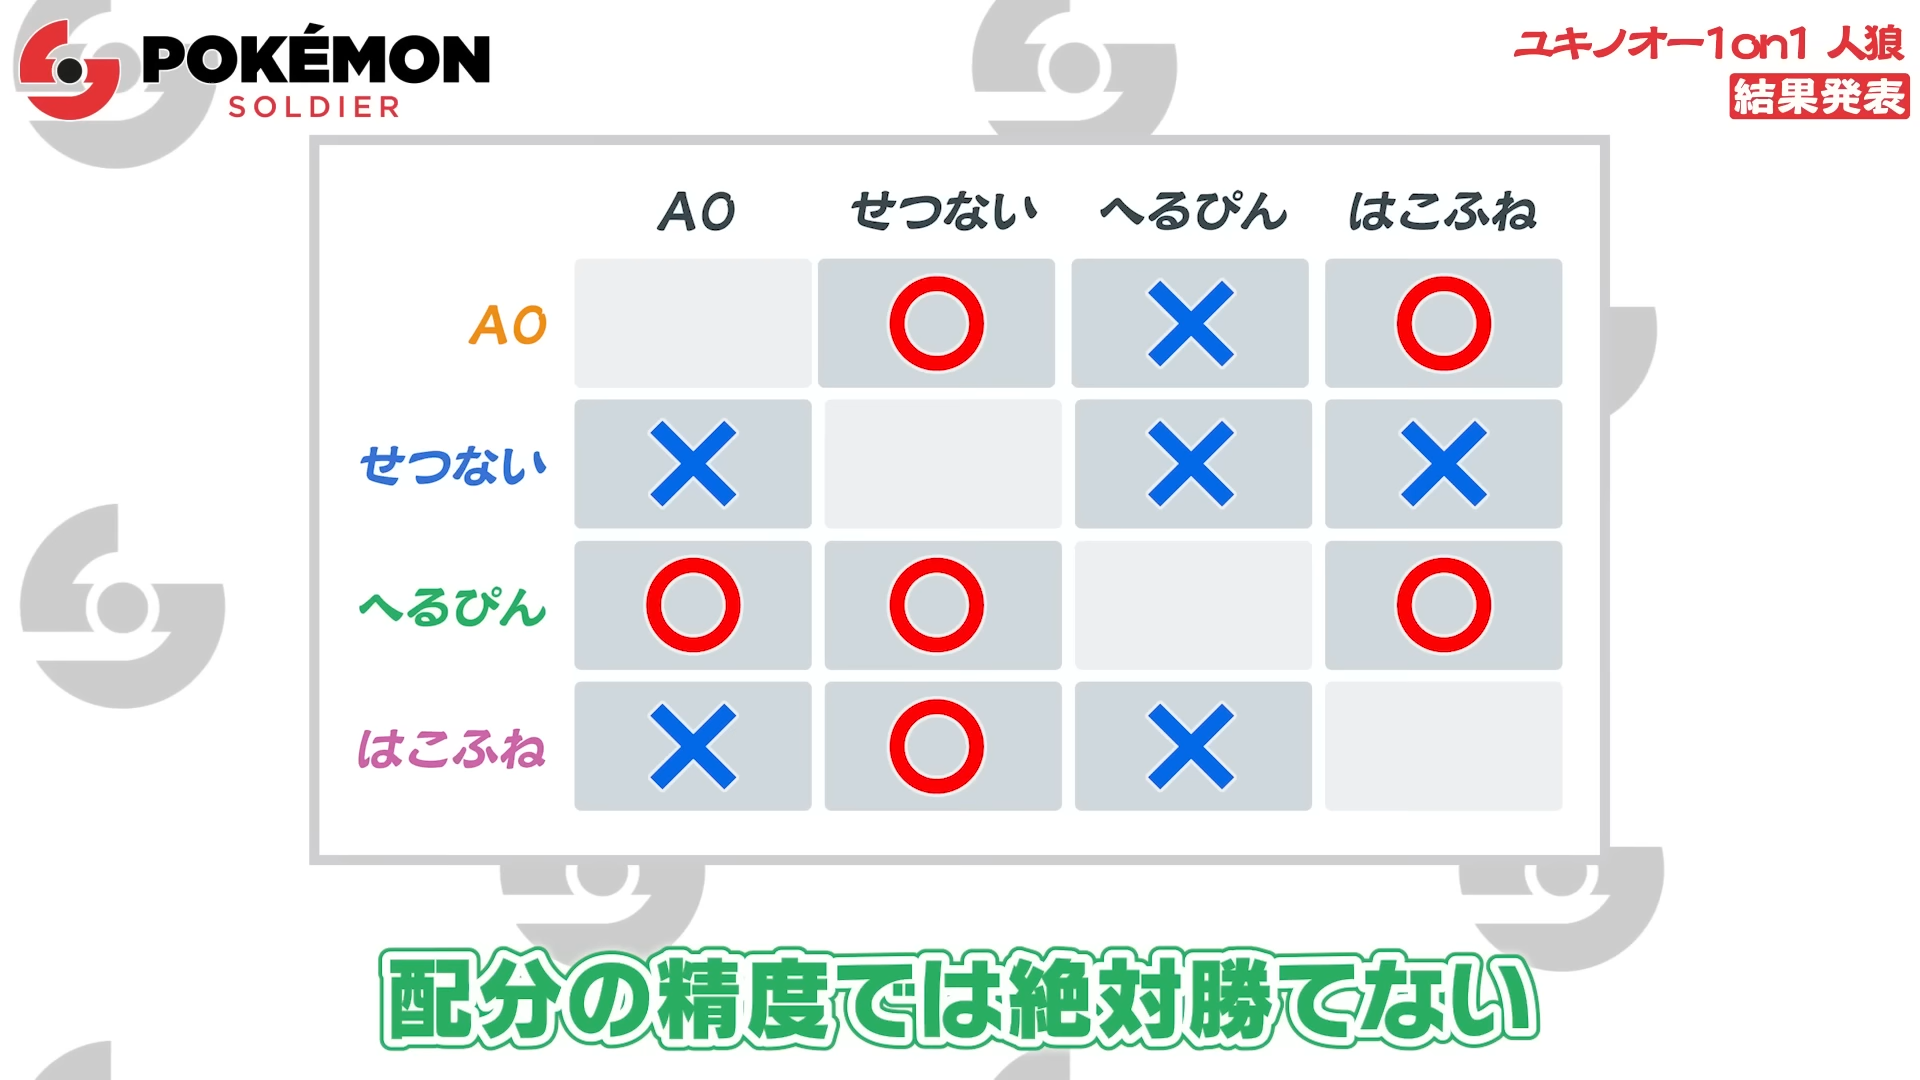 POKÉMON
SOLDIER
ユキノオー1on1 人狼
結果発表
A0 せつない へるぴん はこふね
A0 ○ × ○
せつない × × ×
へるぴん ○ ○ ○
はこふね × ○ ×
配分の精度では絶対勝てない